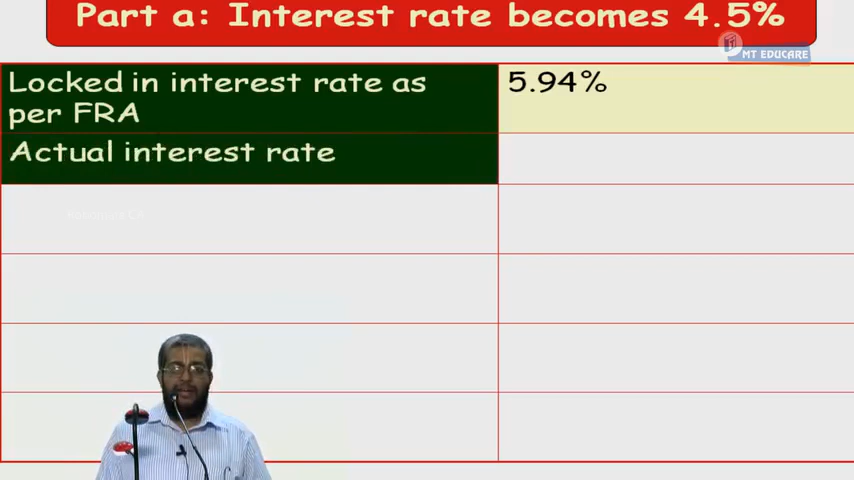 Part a: Interest rate becomes 4.5%
MT EDUCARE
Locked in interest rate as
per FRA
5.94%
Actual interest rate